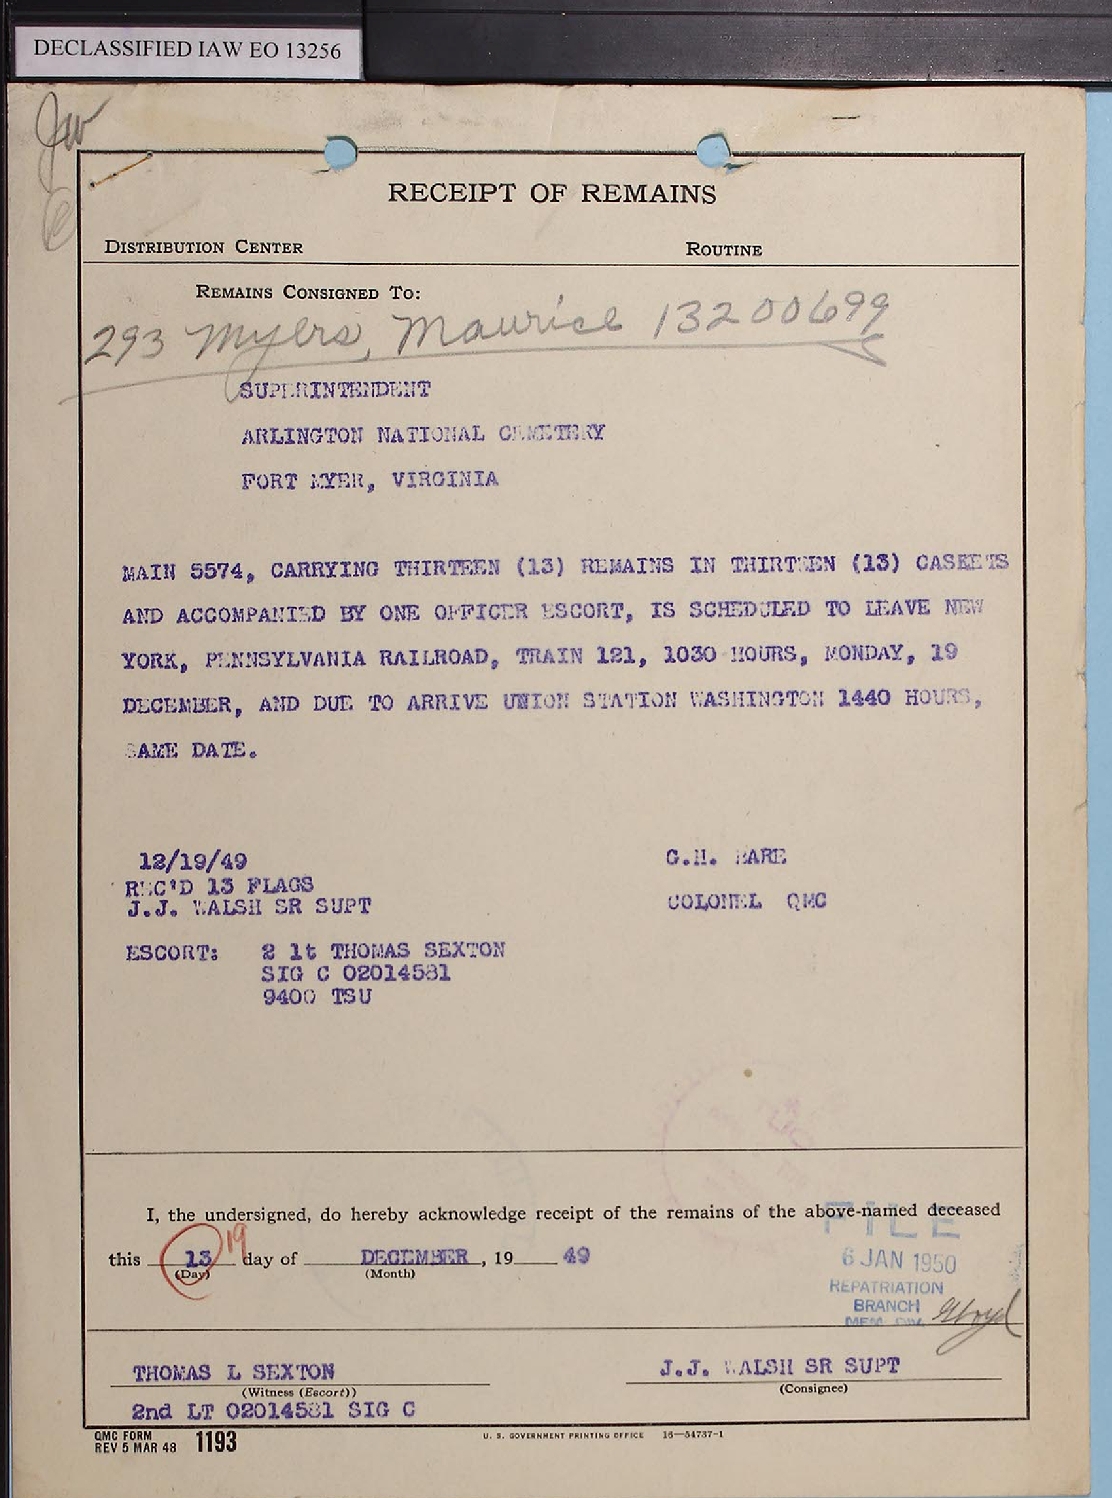 DECLASSIFIED IAW EO 13256
RECEIPT OF REMAINS
DISTRIBUTION CENTER ROUTINE
REMAINS CONSIGNED TO:
293 Myers, Maurice 13200699
SUPERINTENDENT
ARLINGTON NATIONAL CEMETERY
FORT MYER, VIRGINIA
MAIN 5574, CARRYING THIRTEEN (13) REMAINS IN THIRTEEN (13) CASKETS
AND ACCOMPANIED BY ONE OFFICER ESCORT, IS SCHEDULED TO LEAVE NEW
YORK, PENNSYLVANIA RAILROAD, TRAIN 121, 1030 HOURS, MONDAY, 19
DECEMBER, AND DUE TO ARRIVE UNION STATION WASHINGTON 1440 HOURS,
SAME DATE.
12/19/49 G.H. BARE
REC'D 13 FLAGS
J.J. WALSH SR SUPT COLONEL QMC
ESCORT: 2 lt THOMAS SEXTON
SIG C 02014581
9400 TSU
I, the undersigned, do hereby acknowledge receipt of the remains of the above-named deceased
this 13 19 day of DECEMBER, 19 49
(Day) (Month)
FILE
6 JAN 1950
REPATRIATION
BRANCH
MEM. DIV.
THOMAS L SEXTON J.J. WALSH SR SUPT
(Witness (Escort)) (Consignee)
2nd LT 02014581 SIG C
QMC FORM
REV 5 MAR 48 1193 U. S. GOVERNMENT PRINTING OFFICE 16—54737-1